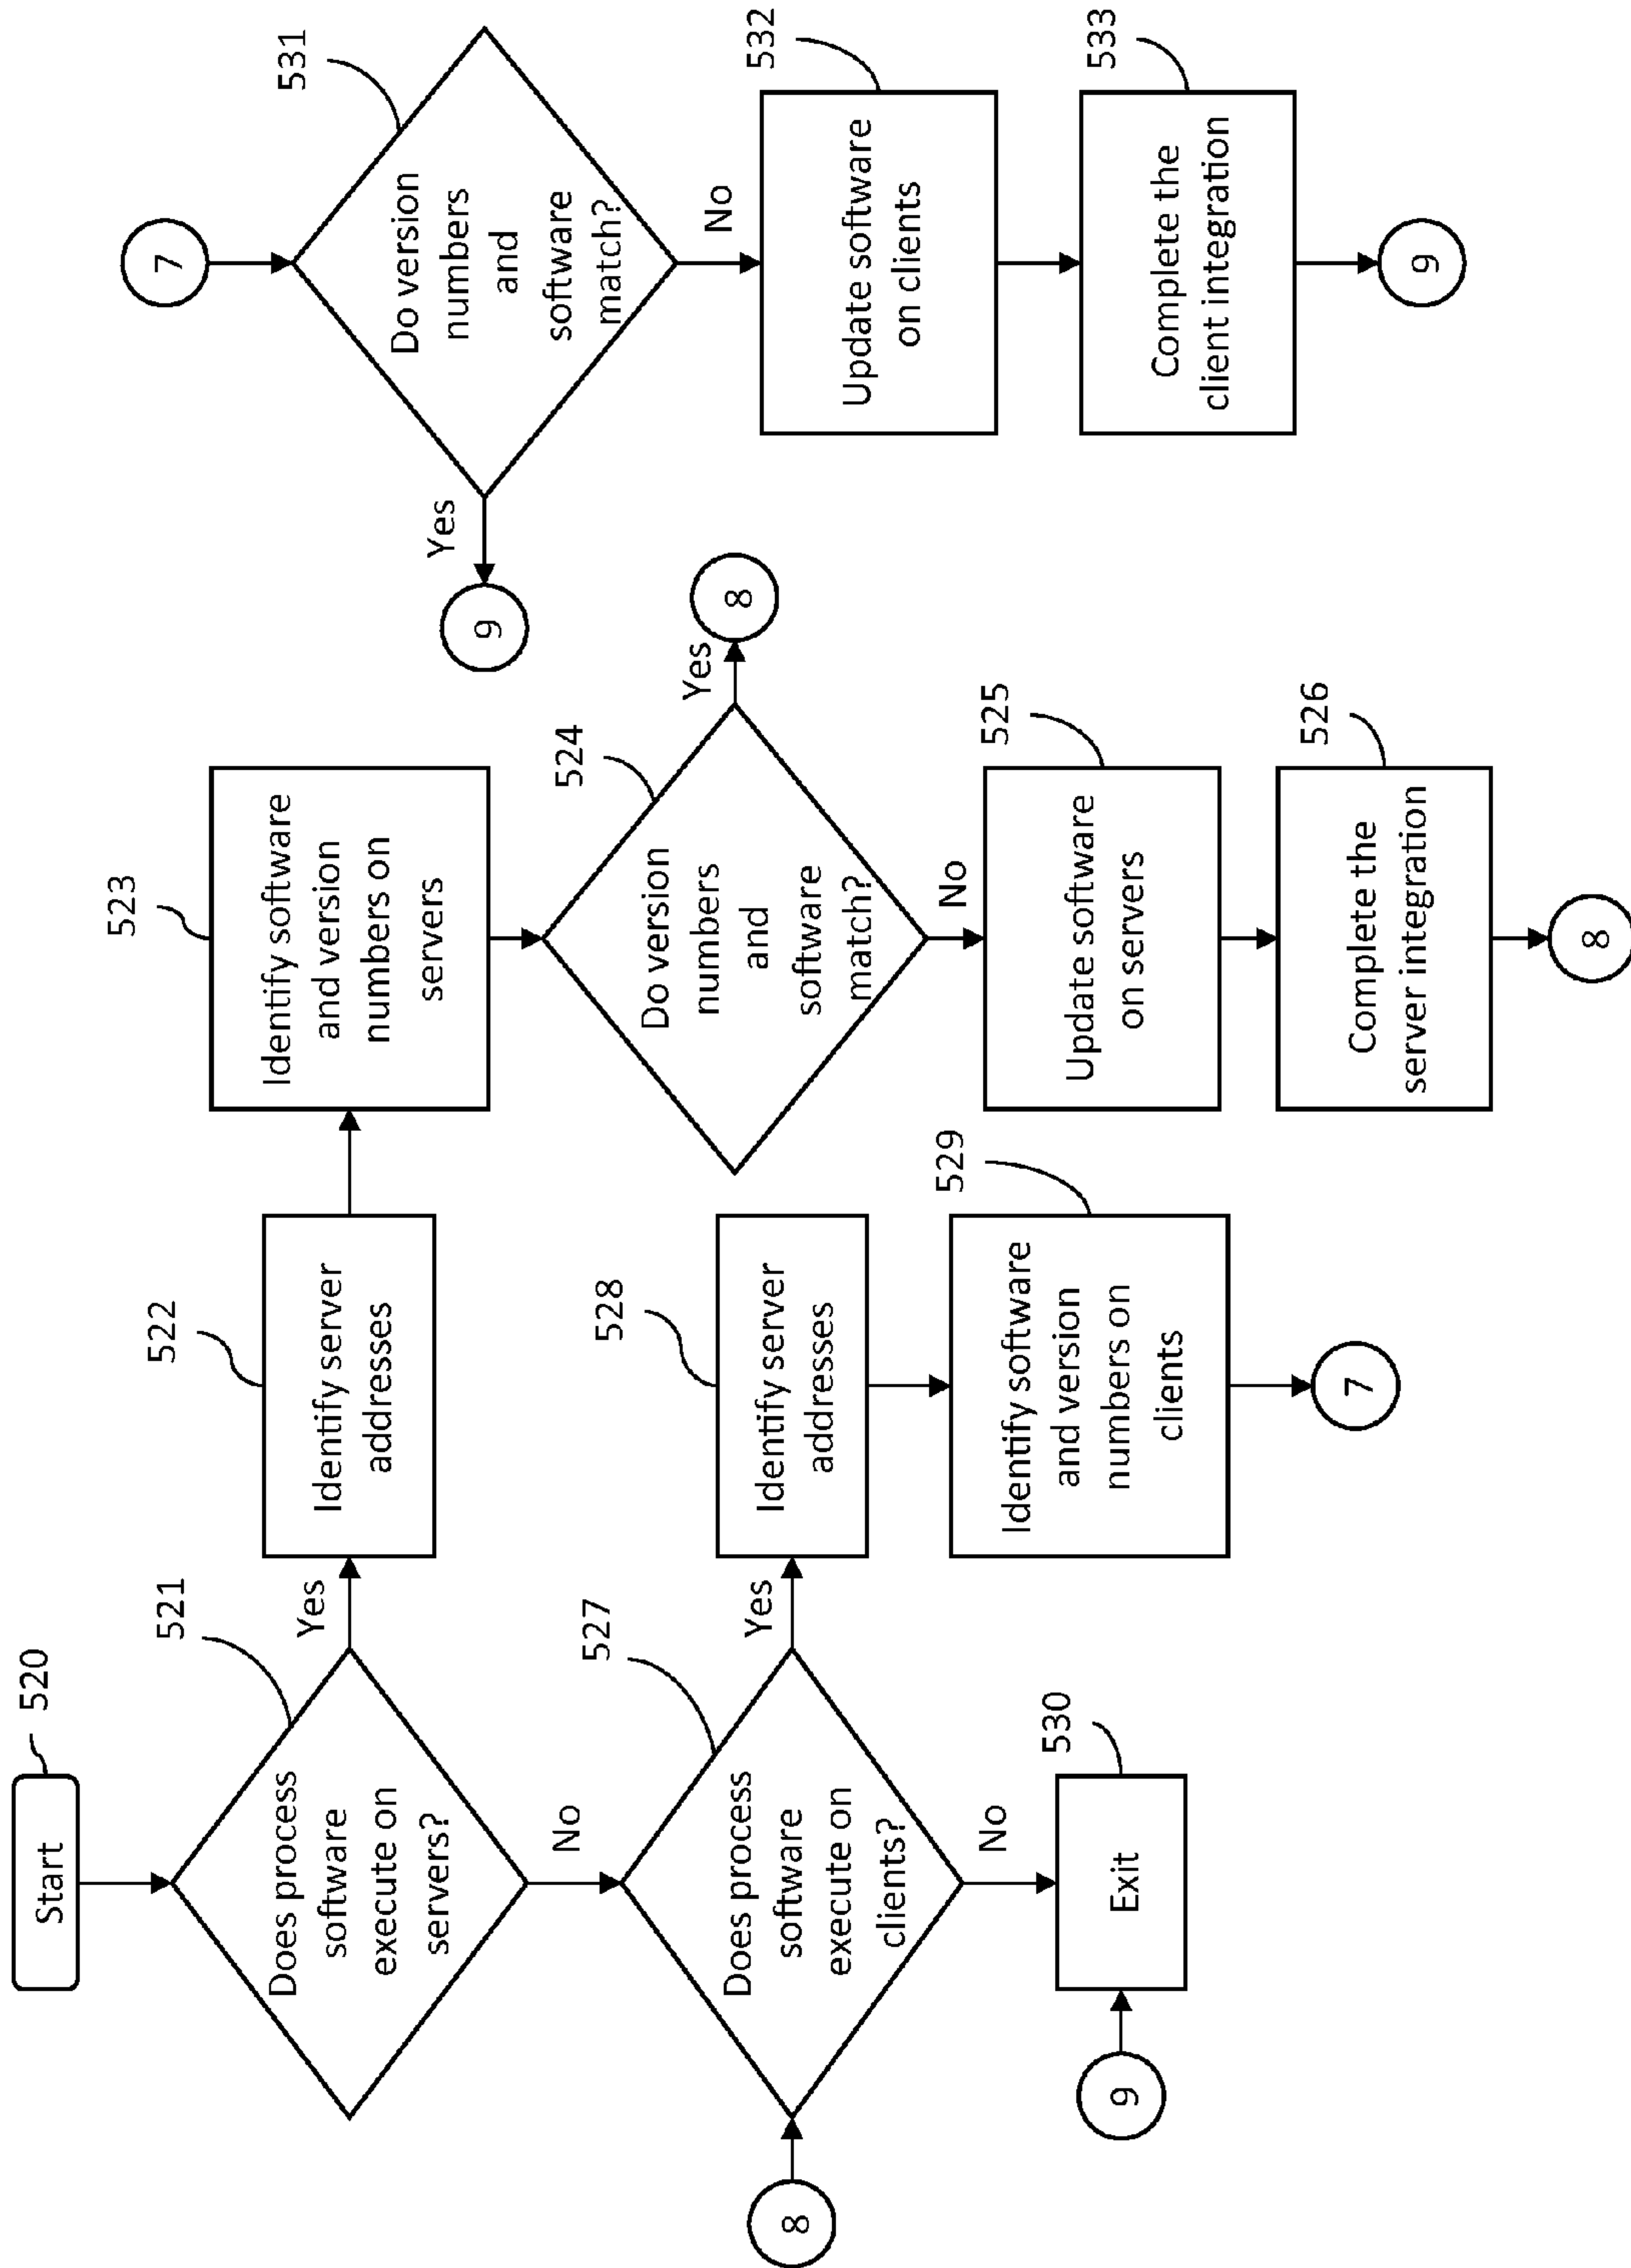 Start
520
Does process
software
execute on
servers?
521
Yes
No
Identify server
addresses
522
Identify software
and version
numbers on
servers
523
Do version
numbers
and
software
match?
524
Yes
8
No
Update software
on servers
525
Complete the
server integration
526
8
8
Does process
software
execute on
clients?
527
Yes
No
Identify server
addresses
528
Identify software
and version
numbers on
clients
529
7
9
Exit
530
7
Do version
numbers
and
software
match?
531
Yes
9
No
Update software
on clients
532
Complete the
client integration
533
9